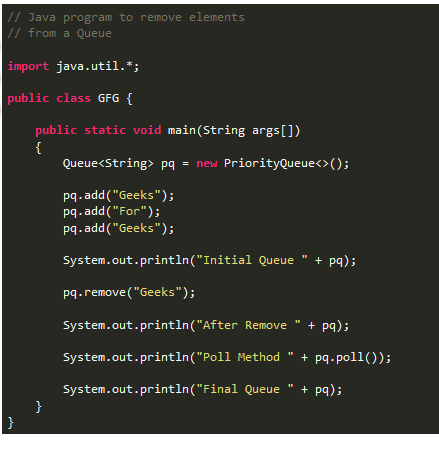 // Java program to remove elements
// from a Queue
import java.util.*;
public class GFG {
public static void main(String args[])
{
Queue<String> pq = new PriorityQueue<>();
pq.add("Geeks");
pq.add("For");
pq.add("Geeks");
System.out.println("Initial Queue " + pq);
pq.remove("Geeks");
System.out.println("After Remove " + pq);
System.out.println("Poll Method " + pq.poll());
System.out.println("Final Queue " + pq);
}
}